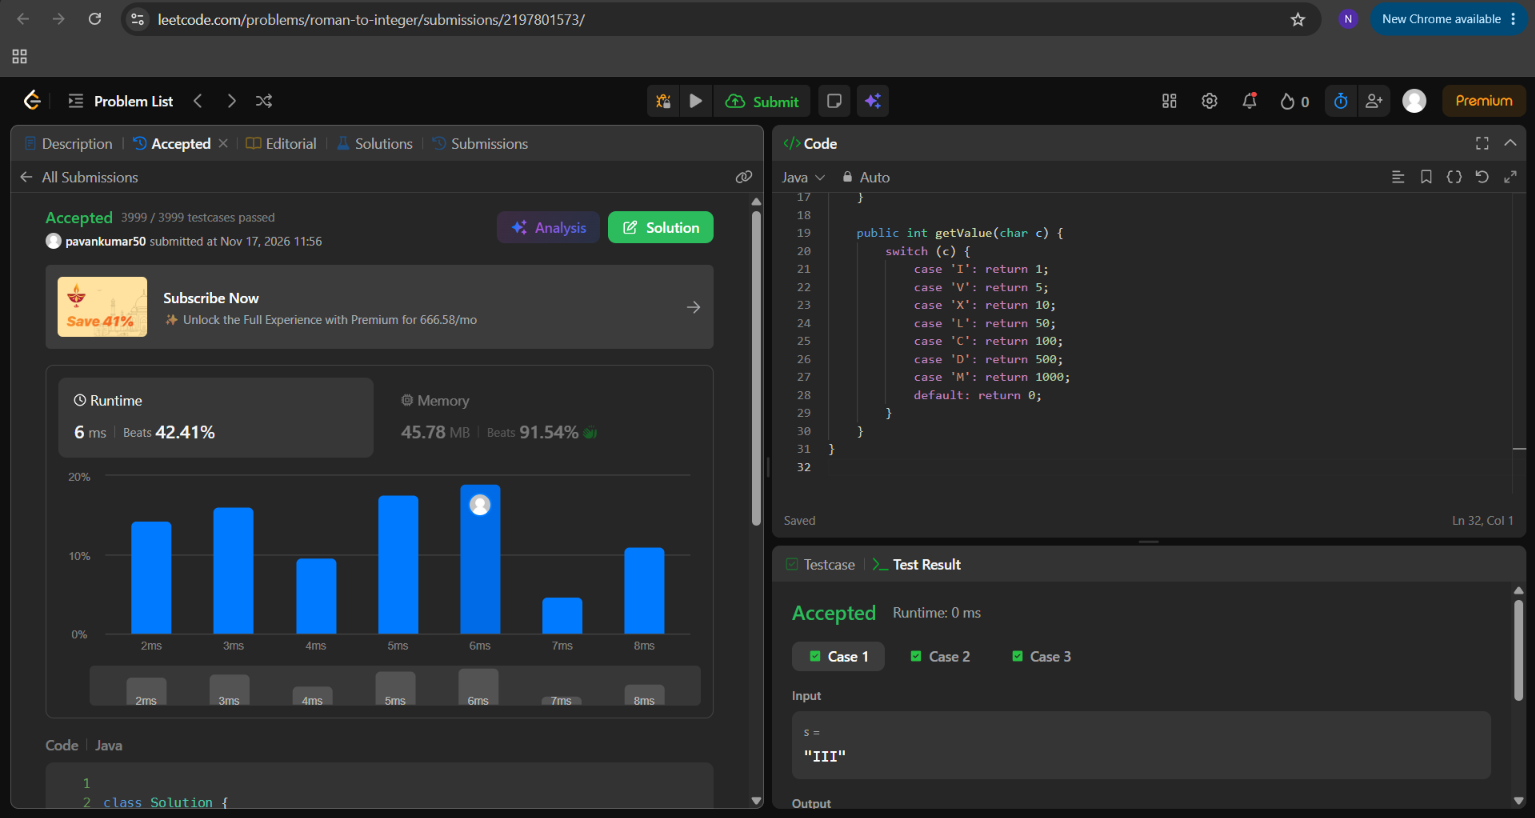 leetcode.com/problems/roman-to-integer/submissions/2197801573/
N
New Chrome available
Problem List
Submit
0
Premium
Description
Accepted
Editorial
Solutions
Submissions
All Submissions
Accepted 3999 / 3999 testcases passed
pavankumar50 submitted at Nov 17, 2026 11:56
Analysis
Solution
Save 41%
Subscribe Now
✨ Unlock the Full Experience with Premium for 666.58/mo
Runtime
6 ms Beats 42.41%
Memory
45.78 MB Beats 91.54%
20%
10%
0%
2ms 3ms 4ms 5ms 6ms 7ms 8ms
2ms 3ms 4ms 5ms 6ms 7ms 8ms
Code Java
1
2 class Solution {
</> Code
Java Auto
17 }
18
19 public int getValue(char c) {
20 switch (c) {
21 case 'I': return 1;
22 case 'V': return 5;
23 case 'X': return 10;
24 case 'L': return 50;
25 case 'C': return 100;
26 case 'D': return 500;
27 case 'M': return 1000;
28 default: return 0;
29 }
30 }
31 }
32
Saved Ln 32, Col 1
Testcase
>_ Test Result
Accepted Runtime: 0 ms
Case 1 Case 2 Case 3
Input
s =
"III"
Output